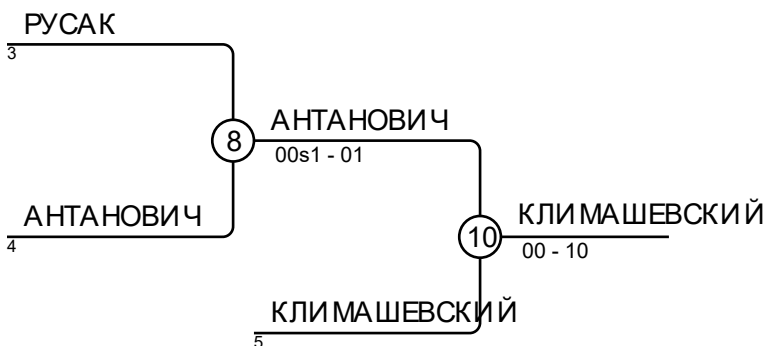 РУСАК
3
8
АНТАНОВИЧ
00s1 - 01
АНТАНОВИЧ
4
10
КЛИМАШЕВСКИЙ
00 - 10
КЛИМАШЕВСКИЙ
5